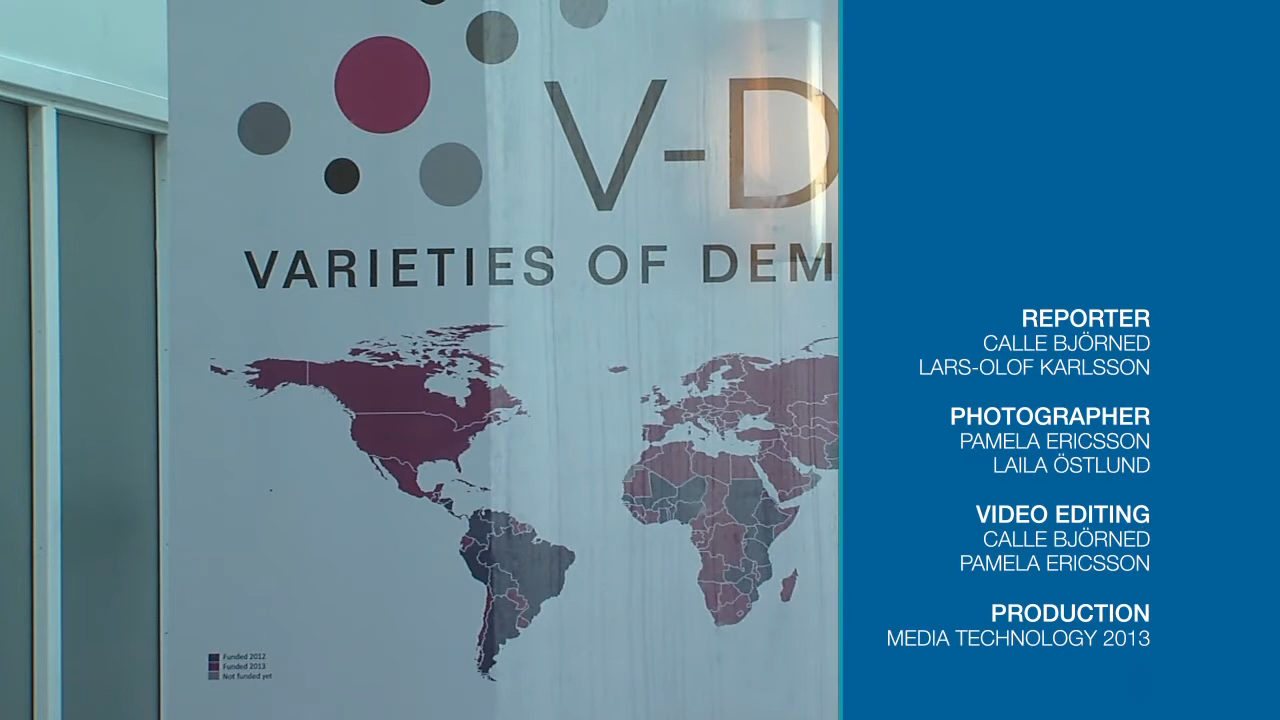 V-D
VARIETIES OF DEM
Funded 2012
Funded 2013
Not funded yet
REPORTER
CALLE BJÖRNED
LARS-OLOF KARLSSON
PHOTOGRAPHER
PAMELA ERICSSON
LAILA ÖSTLUND
VIDEO EDITING
CALLE BJÖRNED
PAMELA ERICSSON
PRODUCTION
MEDIA TECHNOLOGY 2013